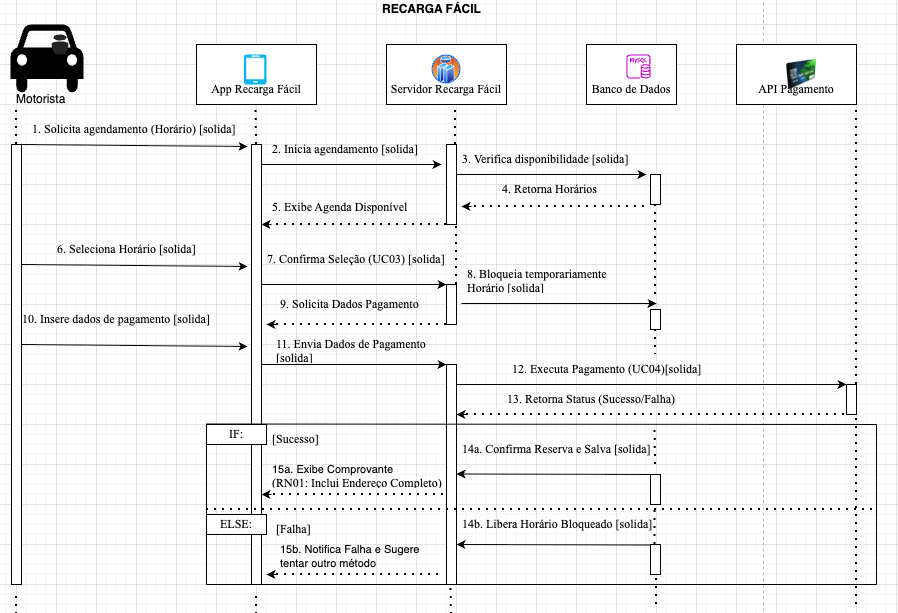 RECARGA FÁCIL
Motorista
App Recarga Fácil
Servidor Recarga Fácil
MySQL
Banco de Dados
API Pagamento
1. Solicita agendamento (Horário) [solida]
2. Inicia agendamento [solida]
3. Verifica disponibilidade [solida]
4. Retorna Horários
5. Exibe Agenda Disponível
6. Seleciona Horário [solida]
7. Confirma Seleção (UC03) [solida]
8. Bloqueia temporariamente
Horário [solida]
9. Solicita Dados Pagamento
10. Insere dados de pagamento [solida]
11. Envia Dados de Pagamento
[solida]
12. Executa Pagamento (UC04)[solida]
13. Retorna Status (Sucesso/Falha)
IF:
[Sucesso]
14a. Confirma Reserva e Salva [solida]
15a. Exibe Comprovante
(RN01: Inclui Endereço Completo)
ELSE:
[Falha]
14b. Libera Horário Bloqueado [solida]
15b. Notifica Falha e Sugere
tentar outro método